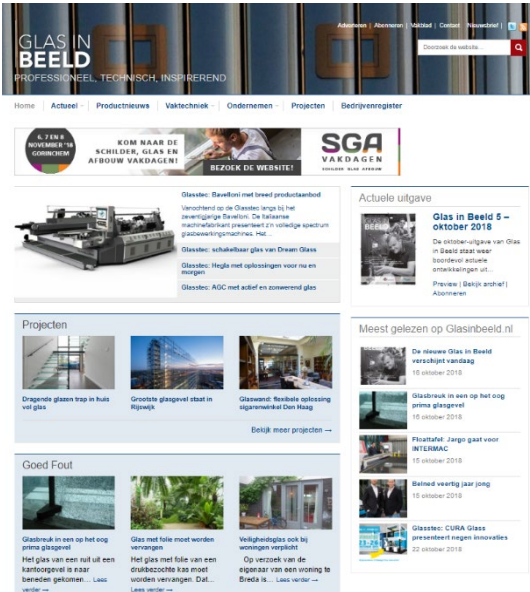 Adverteren | Abonneren | Vakblad | Contact | Nieuwsbrief |
GLAS IN
BEELD
PROFESSIONEEL, TECHNISCH, INSPIREREND
Doorzoek de website...
Home Actueel Productnieuws Vaktechniek Ondernemen Projecten Bedrijvenregister
6, 7 EN 8
NOVEMBER '18
GORINCHEM
KOM NAAR DE
SCHILDER, GLAS EN
AFBOUW VAKDAGEN!
BEZOEK DE WEBSITE!
SGA
VAKDAGEN
SCHILDER GLAS AFBOUW
Glasstec: Bavelloni met breed productaanbod
Vanochtend op de Glasstec langs bij het
zeventigjarige Bavelloni. De Italiaanse
machinefabrikant presenteert z'n volledige spectrum
glasbewerkingsmachines. Het...
Glasstec: schakelbaar glas van Dream Glass
Glasstec: Hegla met oplossingen voor nu en
morgen
Glasstec: AGC met actief en zonwerend glas
Actuele uitgave
BEELD
Glas in Beeld 5 –
oktober 2018
De oktober-uitgave van Glas
in Beeld staat weer
boordevol actuele
ontwikkelingen uit...
Preview | Bekijk archief |
Abonneren
Projecten
Dragende glazen trap in huis
vol glas
Grootste glasgevel staat in
Rijswijk
Glaswand: flexibele oplossing
sigarenwinkel Den Haag
Bekijk meer projecten →
Meest gelezen op Glasinbeeld.nl
De nieuwe Glas in Beeld
verschijnt vandaag
16 oktober 2018
Glasbreuk in een op het oog
prima glasgevel
16 oktober 2018
Floattafel: Jargo gaat voor
INTERMAC
15 oktober 2018
Belned veertig jaar jong
18 oktober 2018
Glasstec: CURA Glass
presenteert negen innovaties
22 oktober 2018
Goed Fout
Glasbreuk in een op het oog
prima glasgevel
Het glas van een ruit uit een
kantoorgevel is naar
beneden gekomen... Lees
verder →
Glas met folie moet worden
vervangen
Het glas met folie van een
drukbezochte kas moet
worden vervangen. Dat...
Lees verder →
Veiligheidsglas ook bij
woningen verplicht
Op verzoek van de
eigenaar van een woning te
Breda is... Lees verder →